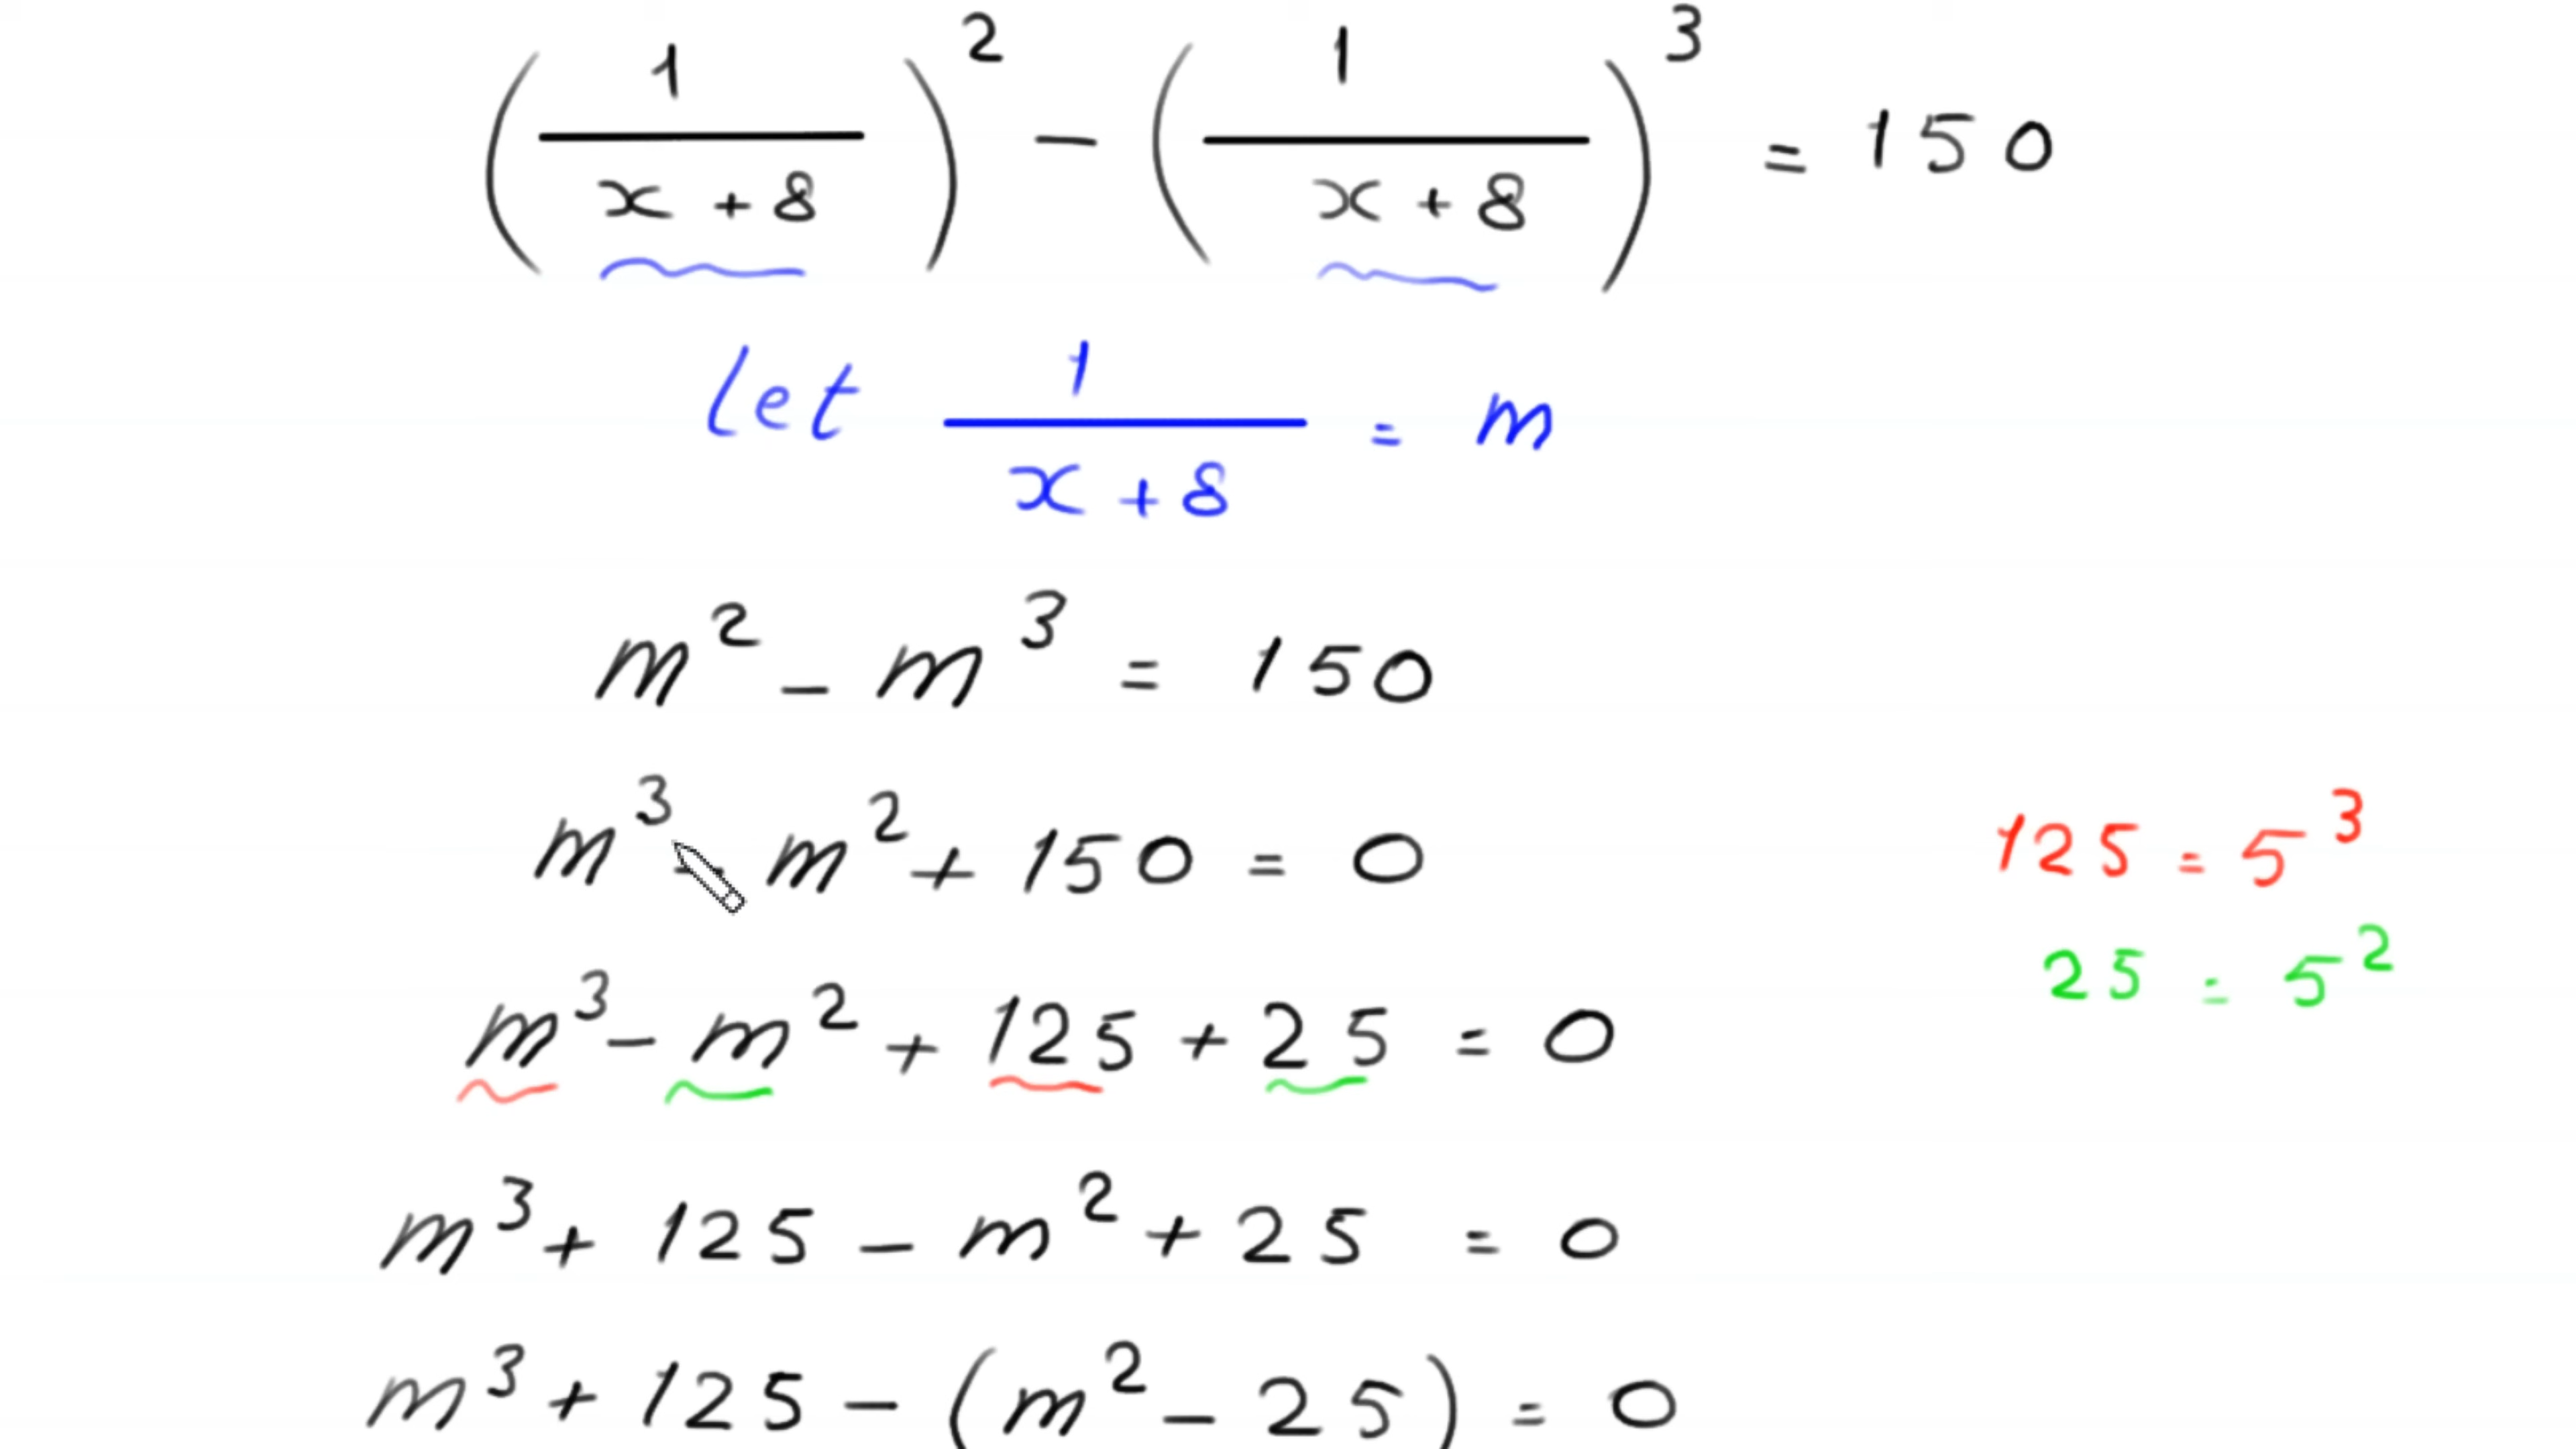 (1/(x + 8))² − (1/(x + 8))³ = 150
let 1/(x + 8) = m
m² − m³ = 150
m³ − m² + 150 = 0
125 = 5³
25 = 5²
m³ − m² + 125 + 25 = 0
m³ + 125 − m² + 25 = 0
m³ + 125 − (m² − 25) = 0